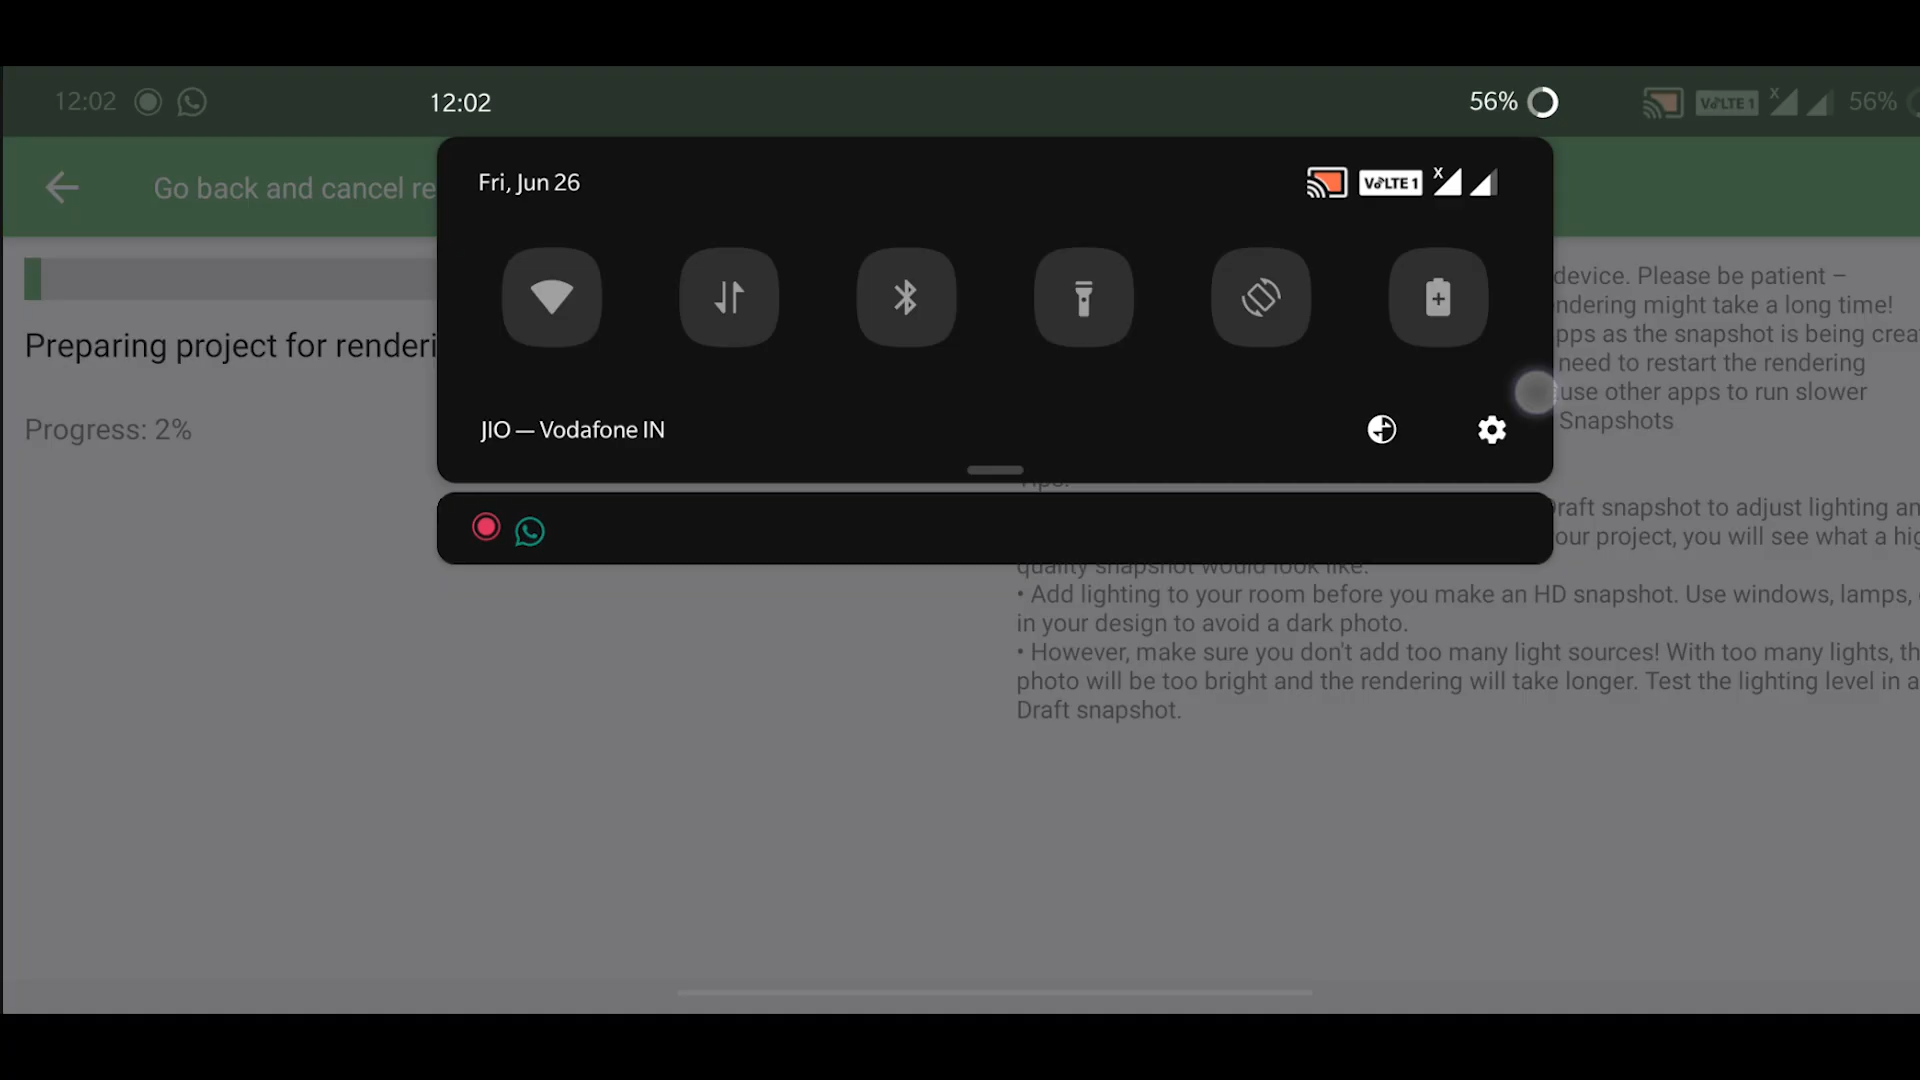 12:02
12:02
56%
VoLTE 1
56%
Go back and cancel re
Fri, Jun 26
VoLTE 1
JIO — Vodafone IN
Preparing project for renderi
Progress: 2%
device. Please be patient –
ndering might take a long time!
pps as the snapshot is being crea
need to restart the rendering
use other apps to run slower
Snapshots
Tips:
raft snapshot to adjust lighting an
our project, you will see what a hig
quality snapshot would look like.
• Add lighting to your room before you make an HD snapshot. Use windows, lamps,
in your design to avoid a dark photo.
• However, make sure you don't add too many light sources! With too many lights, th
photo will be too bright and the rendering will take longer. Test the lighting level in a
Draft snapshot.